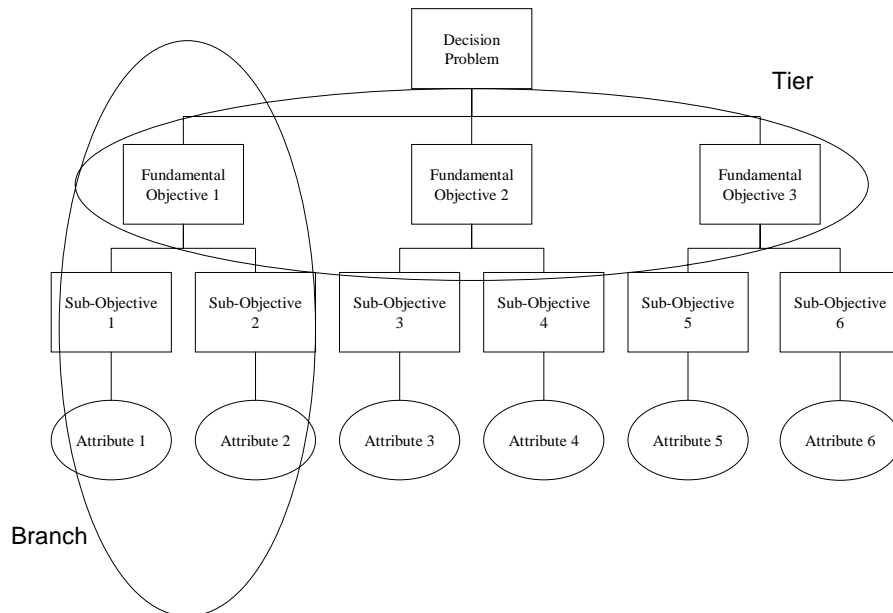 Decision
Problem
Tier
Fundamental
Objective 1
Fundamental
Objective 2
Fundamental
Objective 3
Sub-Objective
1
Sub-Objective
2
Sub-Objective
3
Sub-Objective
4
Sub-Objective
5
Sub-Objective
6
Attribute 1
Attribute 2
Attribute 3
Attribute 4
Attribute 5
Attribute 6
Branch